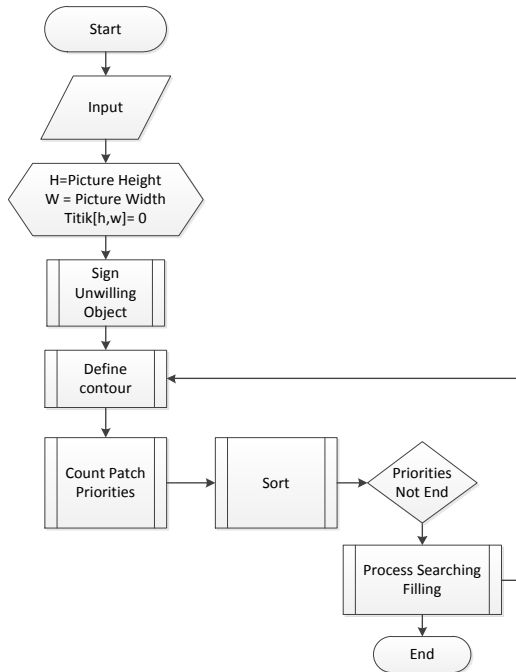 Start
Input
H=Picture Height
W = Picture Width
Titik[h,w]= 0
Sign
Unwilling
Object
Define
contour
Count Patch
Priorities
Sort
Priorities
Not End
Process Searching
Filling
End